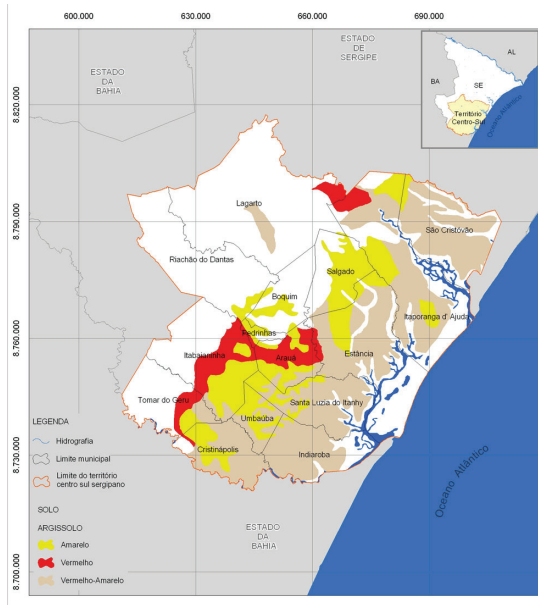 600.000
630.000
660.000
690.000
ESTADO
DE
SERGIPE
ESTADO
DA
BAHIA
AL
BA
SE
Território
Centro-Sul
Oceano Atlântico
8.820.000
8.790.000
8.760.000
8.730.000
8.700.000
Lagarto
São Cristóvão
Riachão do Dantas
Salgado
Boquim
Itaporanga d' Ajuda
Pedrinhas
Itabaianinha
Arauá
Estância
Tomar do Geru
Santa Luzia do Itanhy
Umbaúba
Cristinápolis
Indiaroba
Oceano Atlântico
ESTADO
DA
BAHIA
LEGENDA
Hidrografia
Limite municipal
Limite do território
centro sul sergipano
SOLO
ARGISSOLO
Amarelo
Vermelho
Vermelho-Amarelo